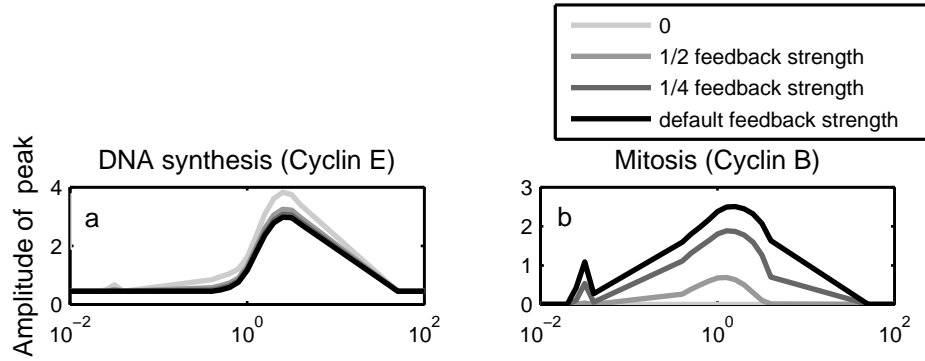 0
1/2 feedback strength
1/4 feedback strength
default feedback strength
DNA synthesis (Cyclin E)
Mitosis (Cyclin B)
Amplitude of peak
a
4
2
0
10^−2
10^0
10^2
b
3
2
1
0
10^−2
10^0
10^2